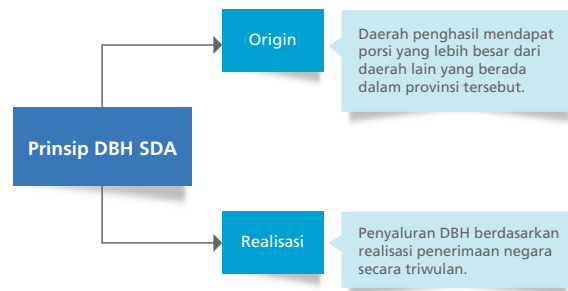 Origin
Daerah penghasil mendapat
porsi yang lebih besar dari
daerah lain yang berada
dalam provinsi tersebut.
Prinsip DBH SDA
Realisasi
Penyaluran DBH berdasarkan
realisasi penerimaan negara
secara triwulan.